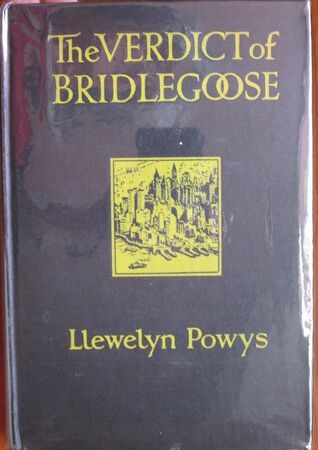 The VERDICT of
BRIDLEGOOSE
Llewelyn Powys